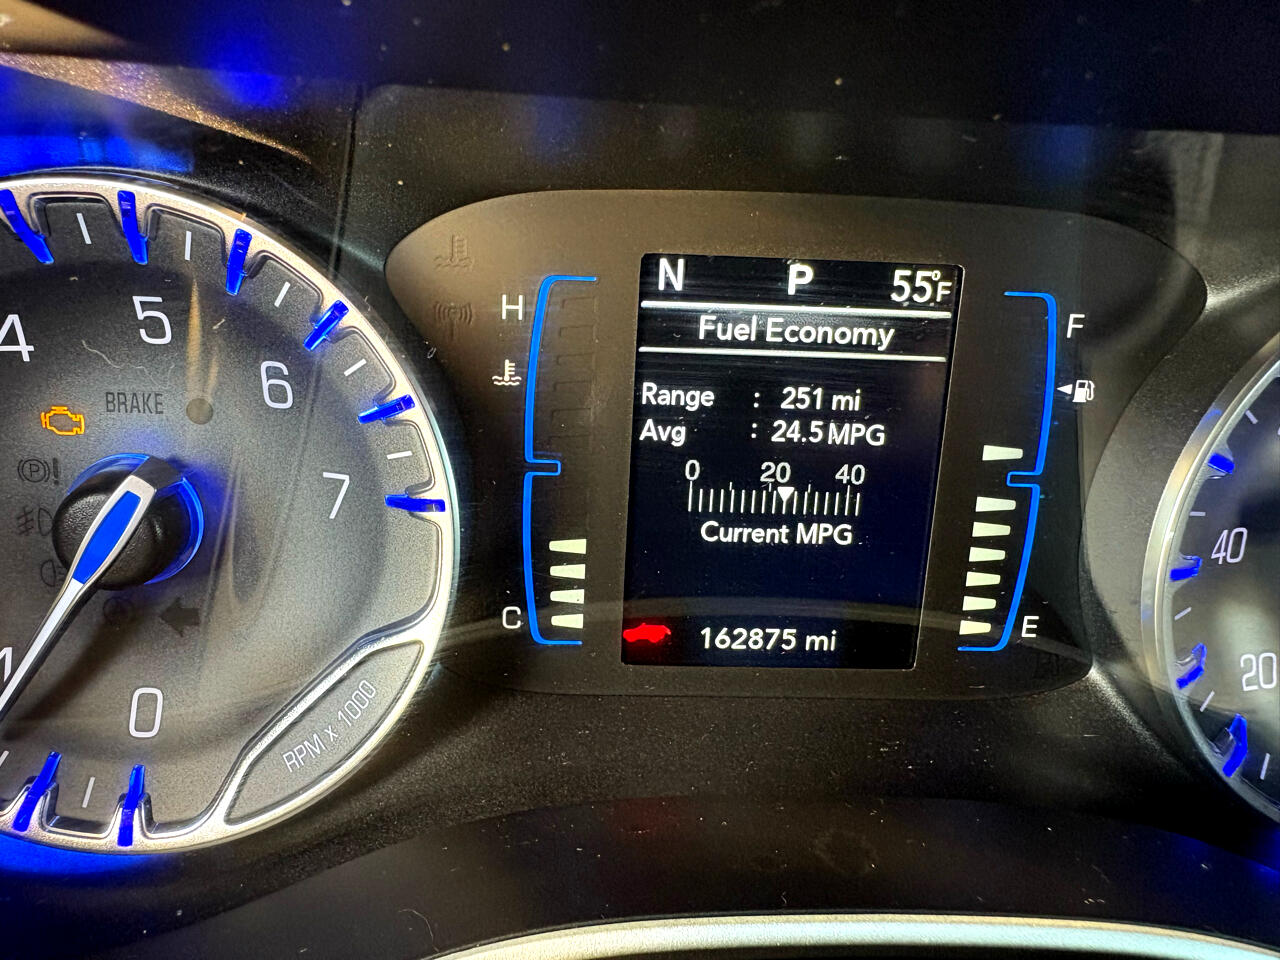 N P 55°F
Fuel Economy
Range : 251 mi
Avg : 24.5 MPG
0 20 40
Current MPG
162875 mi
H
C
F
E
4
5
6
7
BRAKE
(P)!
1
0
RPM x 1000
40
20